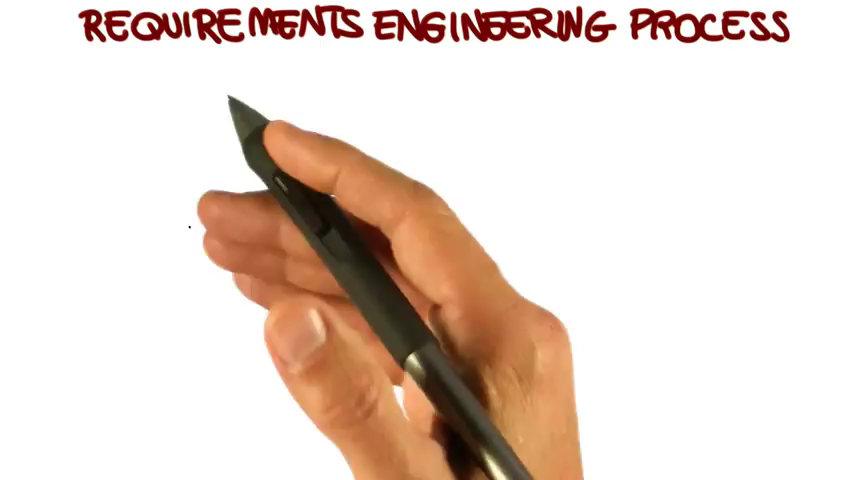 REQUIREMENTS ENGINEERING PROCESS